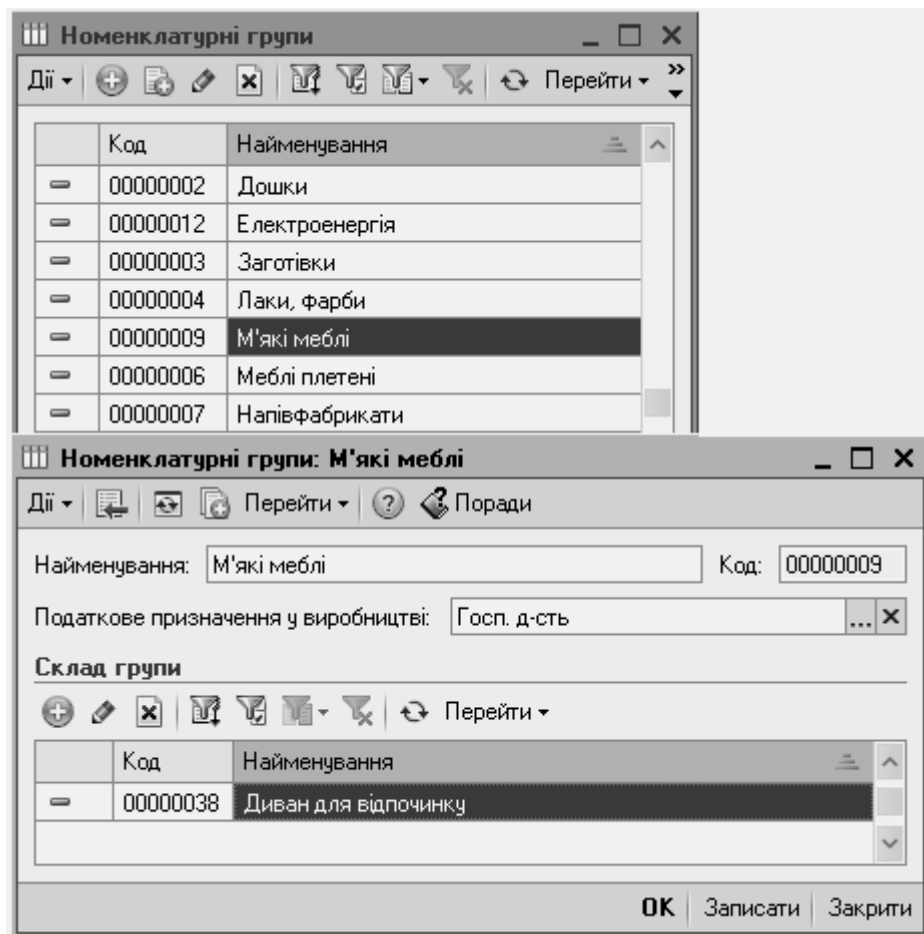 Номенклатурні групи
Дії Перейти
Код Найменування
00000002 Дошки
00000012 Електроенергія
00000003 Заготівки
00000004 Лаки, фарби
00000009 М'які меблі
00000006 Меблі плетені
00000007 Напівфабрикати
Номенклатурні групи: М'які меблі
Дії Перейти Поради
Найменування: М'які меблі Код: 00000009
Податкове призначення у виробництві: Госп. д-сть ...
Склад групи
Перейти
Код Найменування
00000038 Диван для відпочинку
OK Записати Закрити